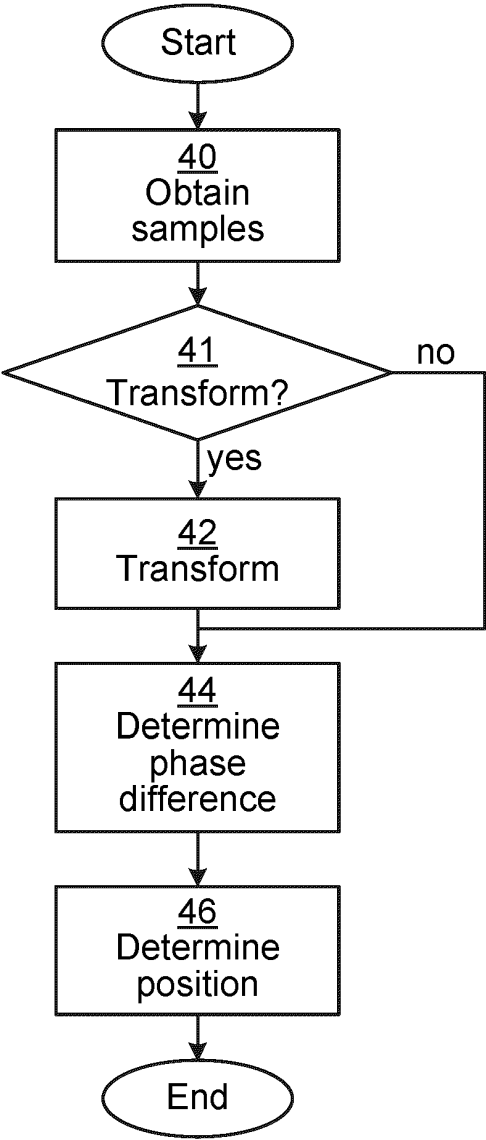 Start
40
Obtain
samples
41
Transform?
no
yes
42
Transform
44
Determine
phase
difference
46
Determine
position
End